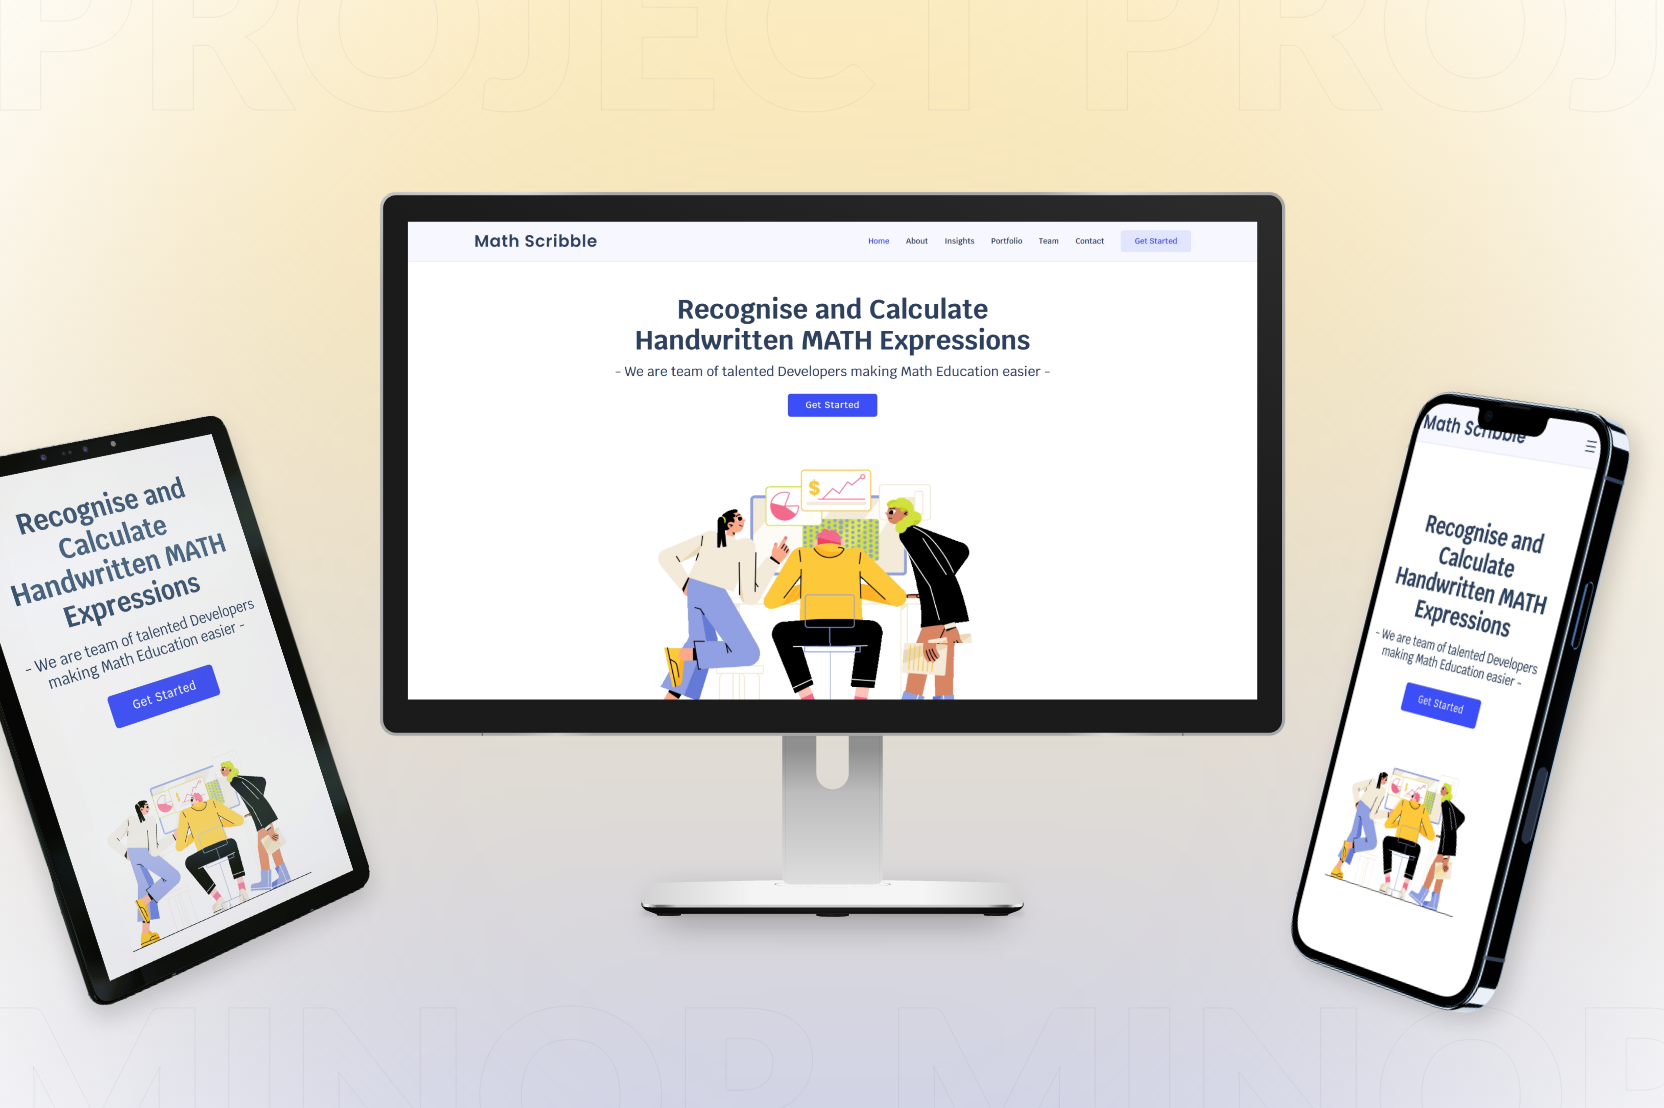 PROJECT PROJ
Math Scribble
Home About Insights Portfolio Team Contact Get Started
Recognise and Calculate
Handwritten MATH Expressions
- We are team of talented Developers making Math Education easier -
Get Started
$
Recognise and
Calculate
Handwritten MATH
Expressions
- We are team of talented Developers
making Math Education easier -
Get Started
$
Math Scribble
Recognise and
Calculate
Handwritten MATH
Expressions
- We are team of talented Developers
making Math Education easier -
Get Started
MINOR MINOR